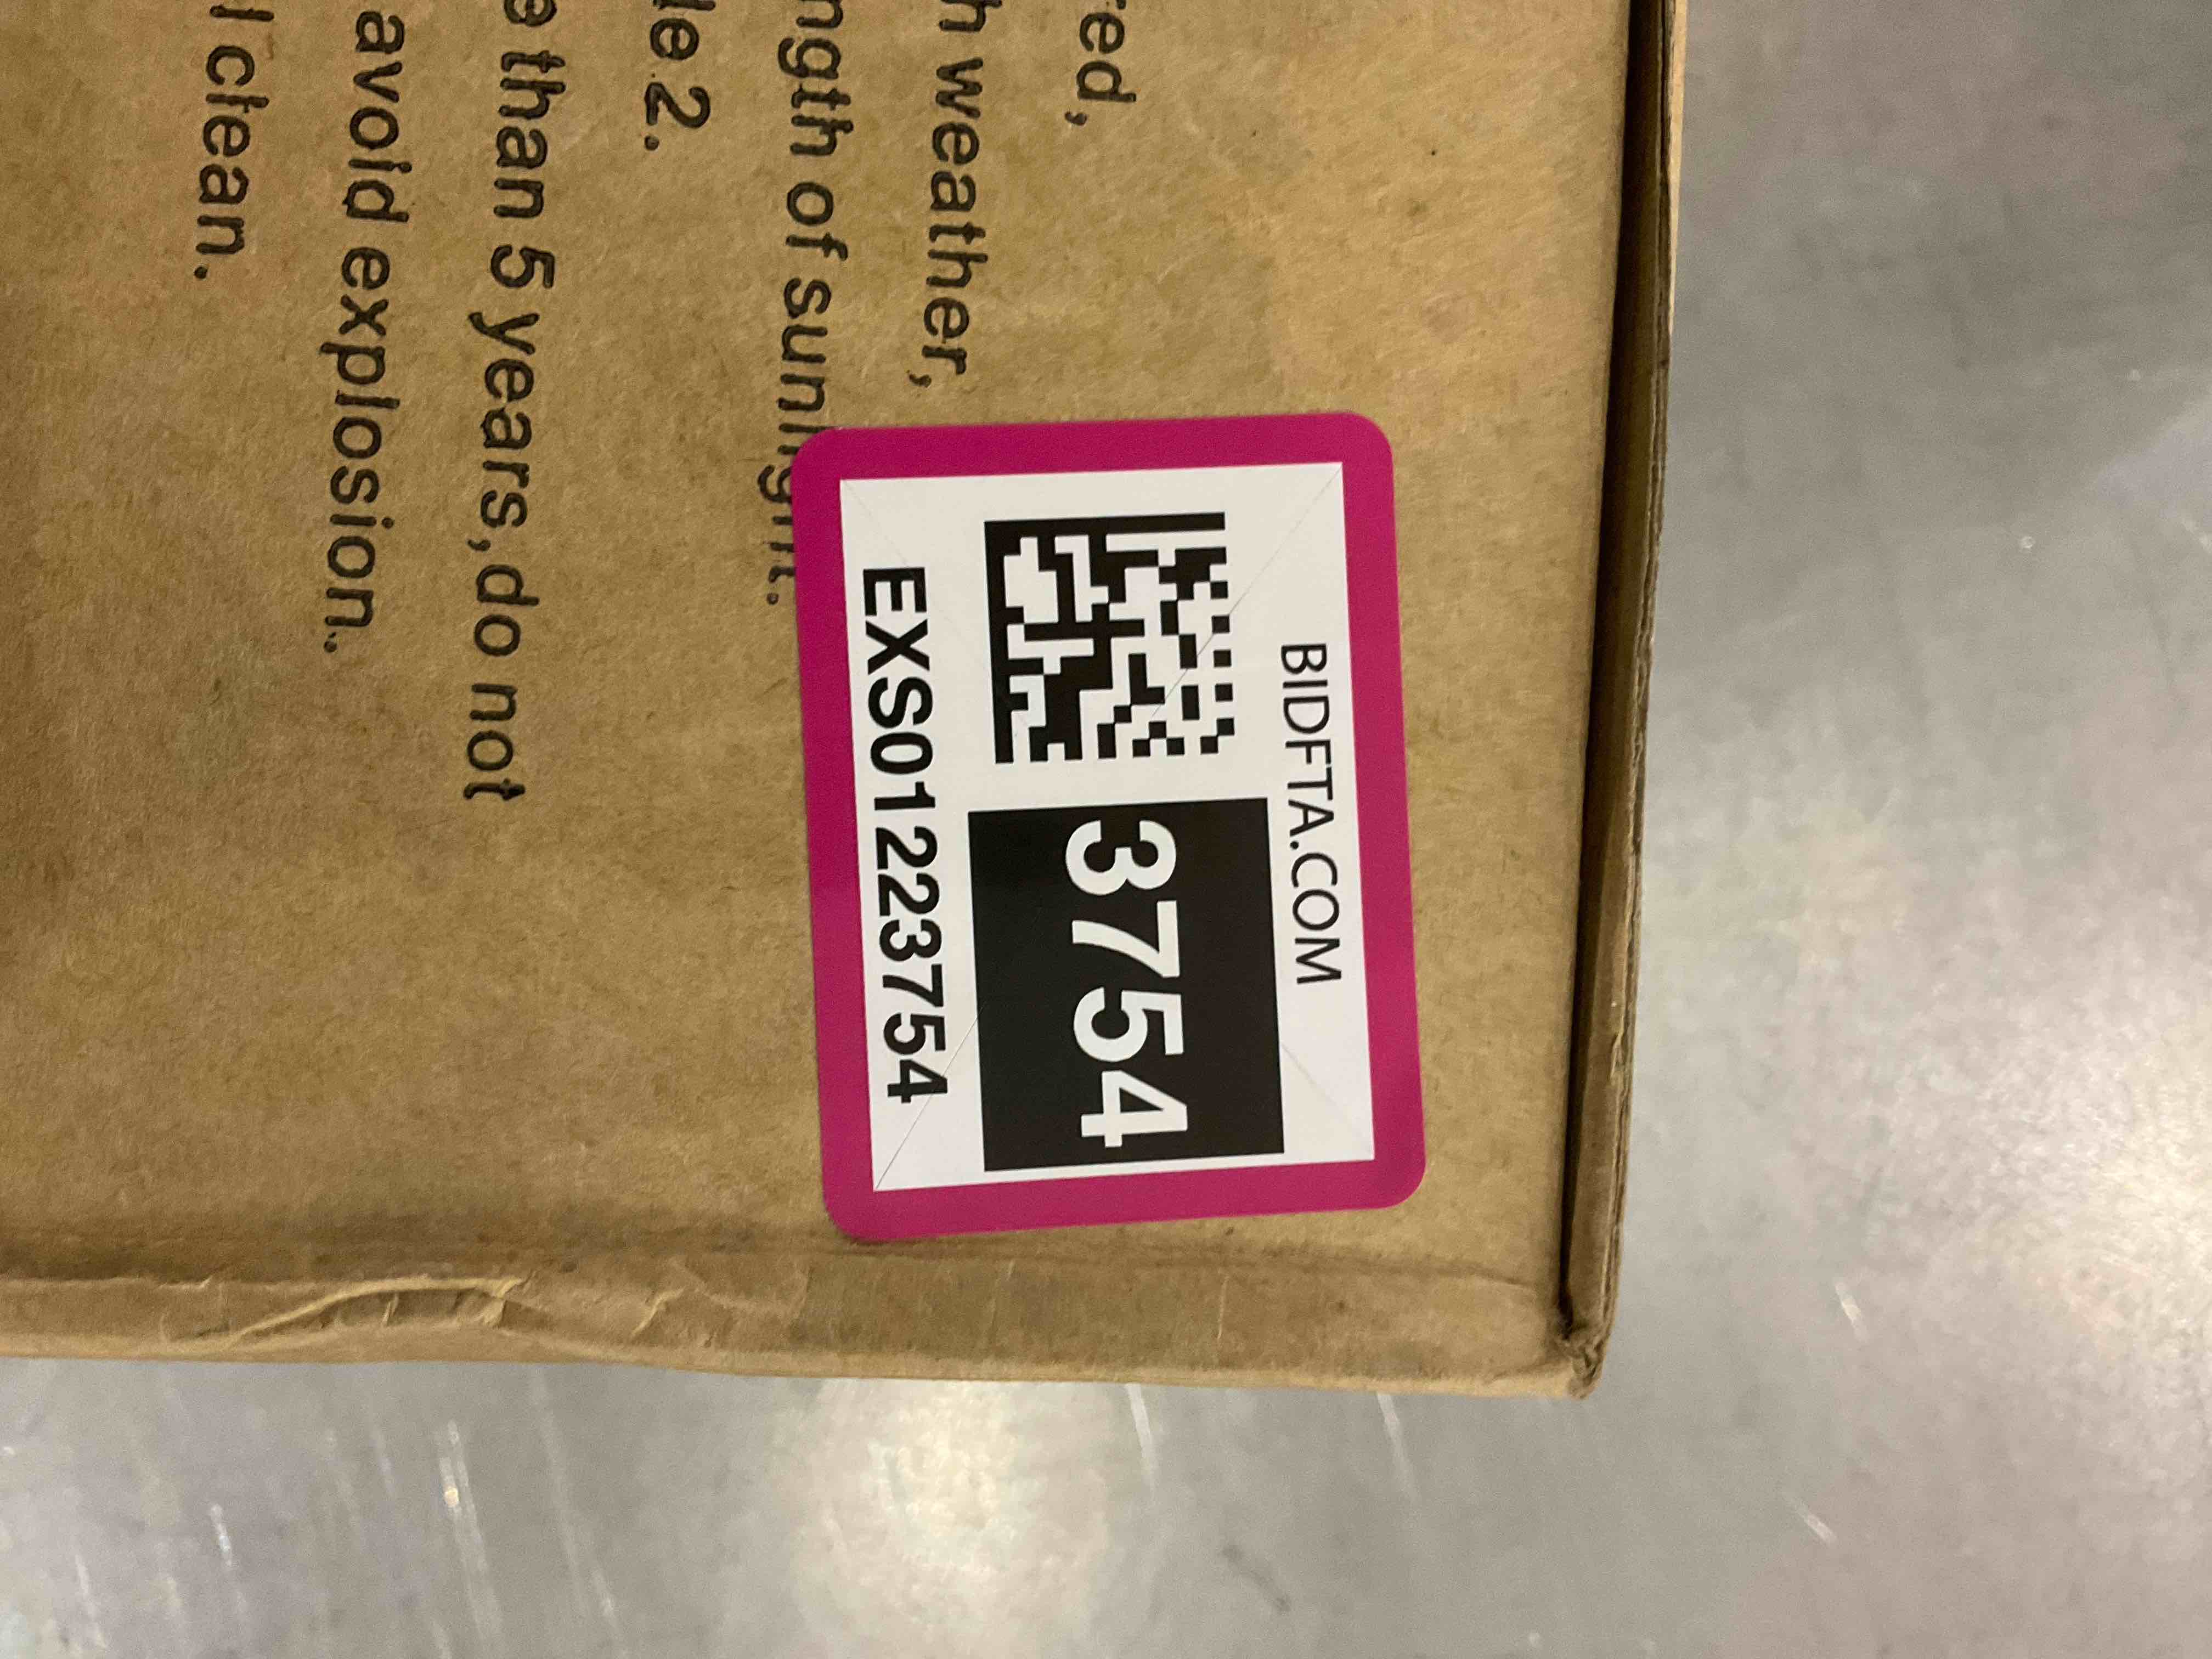 red,
h weather,
ngth of sunlight.
le 2.
e than 5 years,do not
avoid explosion.
l clean.
BIDFTA.COM
3754
EXS01223754